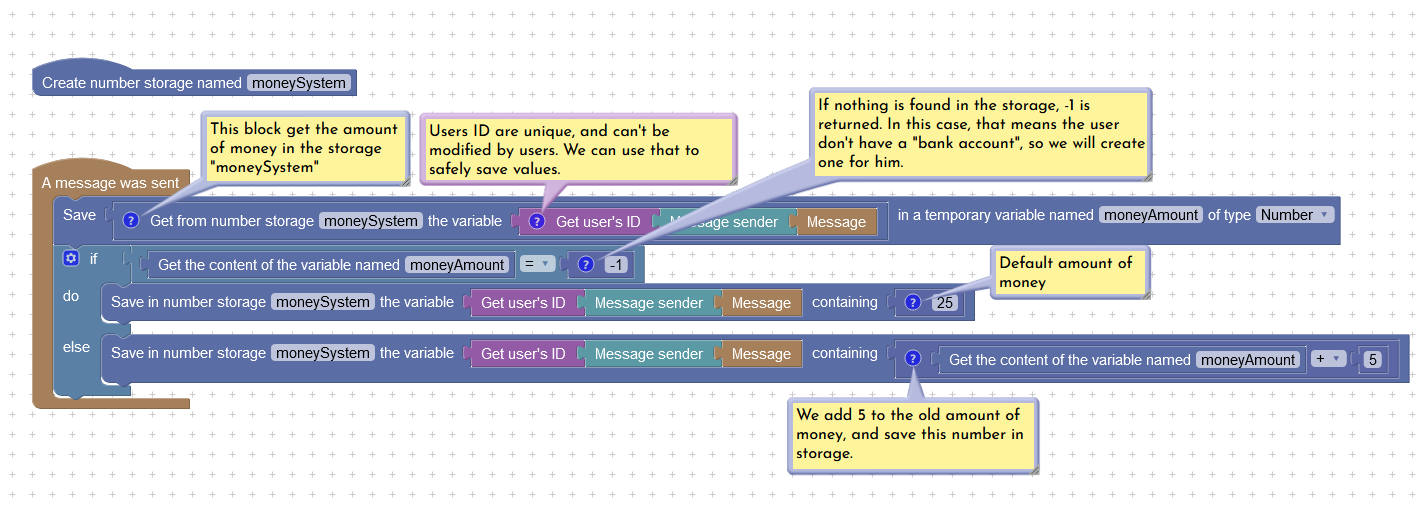 Create number storage named moneySystem
This block get the amount
of money in the storage
"moneySystem"
Users ID are unique, and can't be
modified by users. We can use that to
safely save values.
If nothing is found in the storage, -1 is
returned. In this case, that means the user
don't have a "bank account", so we will create
one for him.
A message was sent
Save ? Get from number storage moneySystem the variable ? Get user's ID Message sender Message in a temporary variable named moneyAmount of type Number
if Get the content of the variable named moneyAmount = ? -1
Default amount of
money
do Save in number storage moneySystem the variable Get user's ID Message sender Message containing ? 25
else Save in number storage moneySystem the variable Get user's ID Message sender Message containing ? Get the content of the variable named moneyAmount + 5
We add 5 to the old amount of
money, and save this number in
storage.